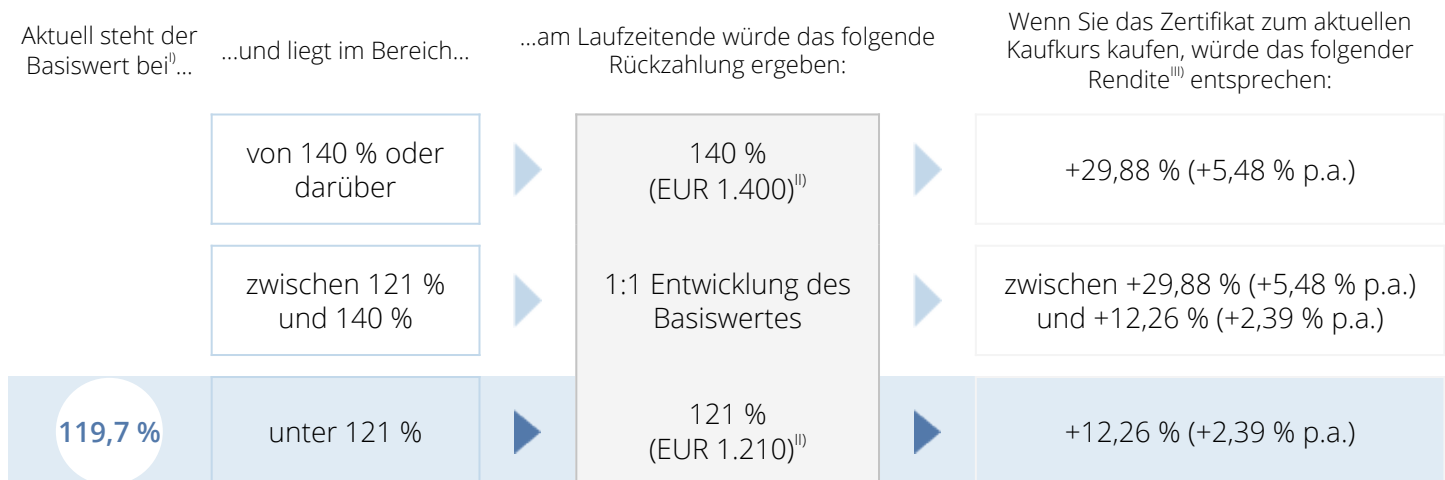 Aktuell steht der
Basiswert bei^I)...
...und liegt im Bereich...
...am Laufzeitende würde das folgende
Rückzahlung ergeben:
Wenn Sie das Zertifikat zum aktuellen
Kaufkurs kaufen, würde das folgender
Rendite^III) entsprechen:
von 140 % oder
darüber
140 %
(EUR 1.400)^II)
+29,88 % (+5,48 % p.a.)
zwischen 121 %
und 140 %
1:1 Entwicklung des
Basiswertes
zwischen +29,88 % (+5,48 % p.a.)
und +12,26 % (+2,39 % p.a.)
119,7 %
unter 121 %
121 %
(EUR 1.210)^II)
+12,26 % (+2,39 % p.a.)